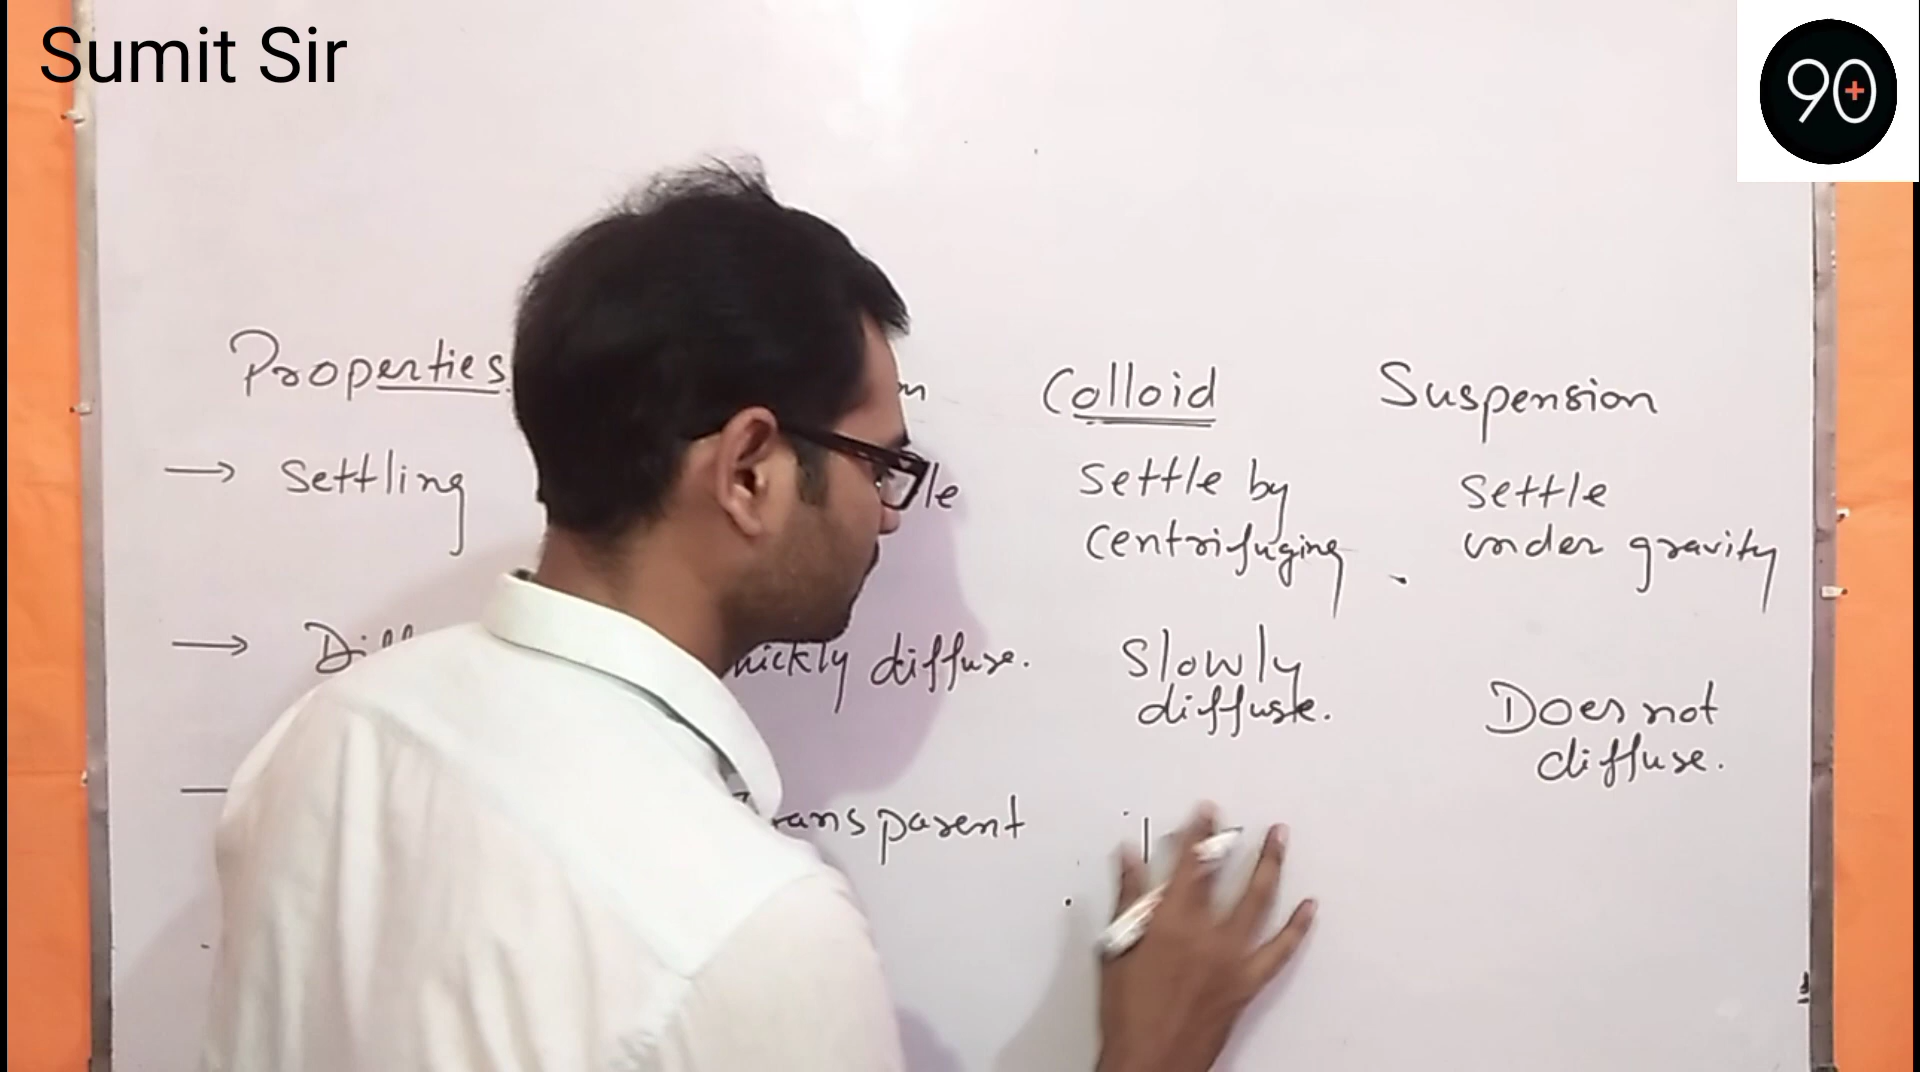 Sumit Sir
90+
Properties. Colloid Suspension
→ Settling Settle by Settle
centrifuging under gravity
→ diffuse. Slowly
diffuse. Does not
diffuse.